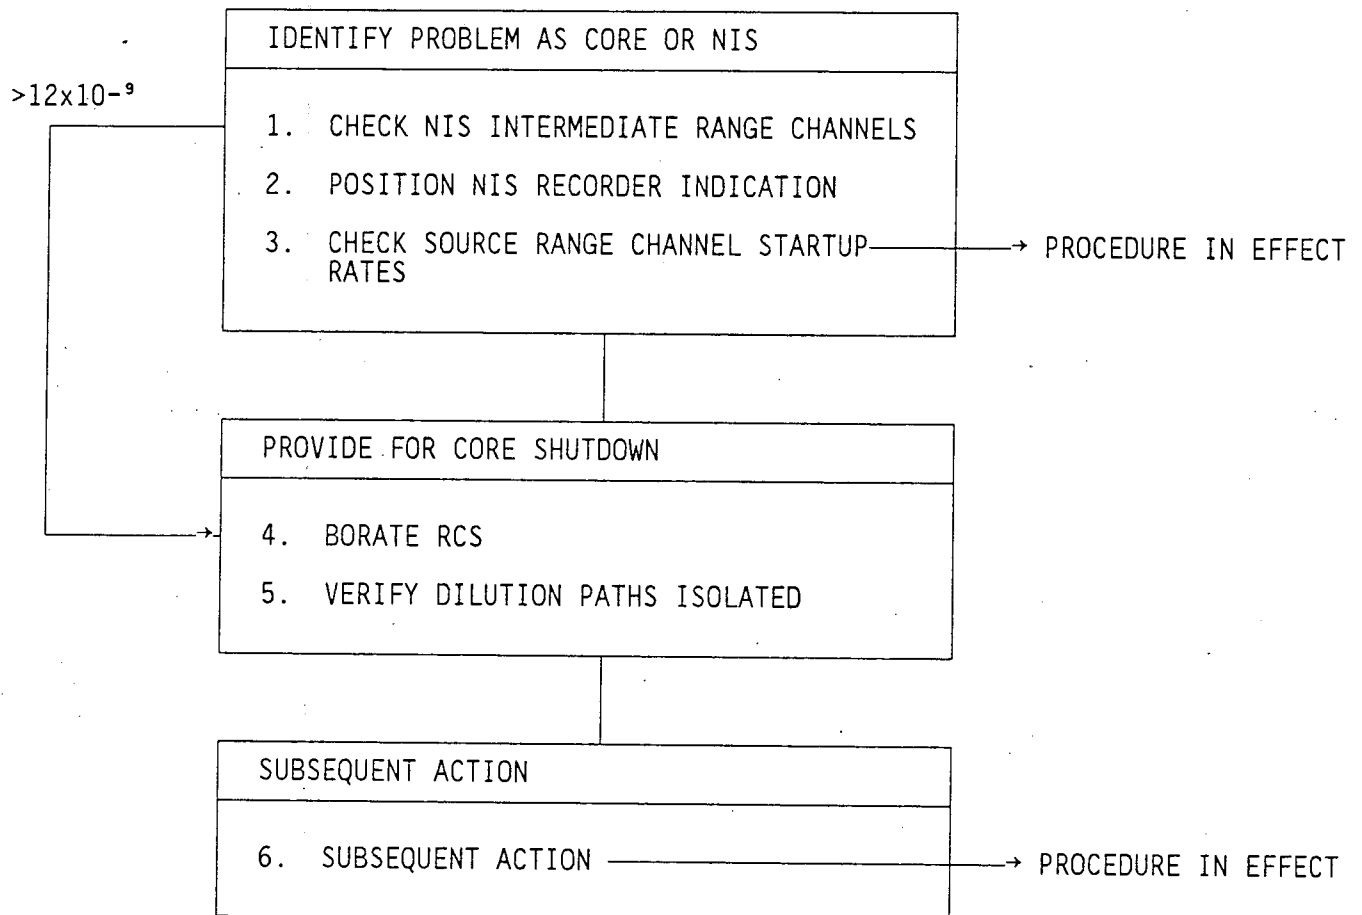 IDENTIFY PROBLEM AS CORE OR NIS
>12x10-⁹
1. CHECK NIS INTERMEDIATE RANGE CHANNELS
2. POSITION NIS RECORDER INDICATION
3. CHECK SOURCE RANGE CHANNEL STARTUP → PROCEDURE IN EFFECT
RATES
PROVIDE FOR CORE SHUTDOWN
4. BORATE RCS
5. VERIFY DILUTION PATHS ISOLATED
SUBSEQUENT ACTION
6. SUBSEQUENT ACTION → PROCEDURE IN EFFECT